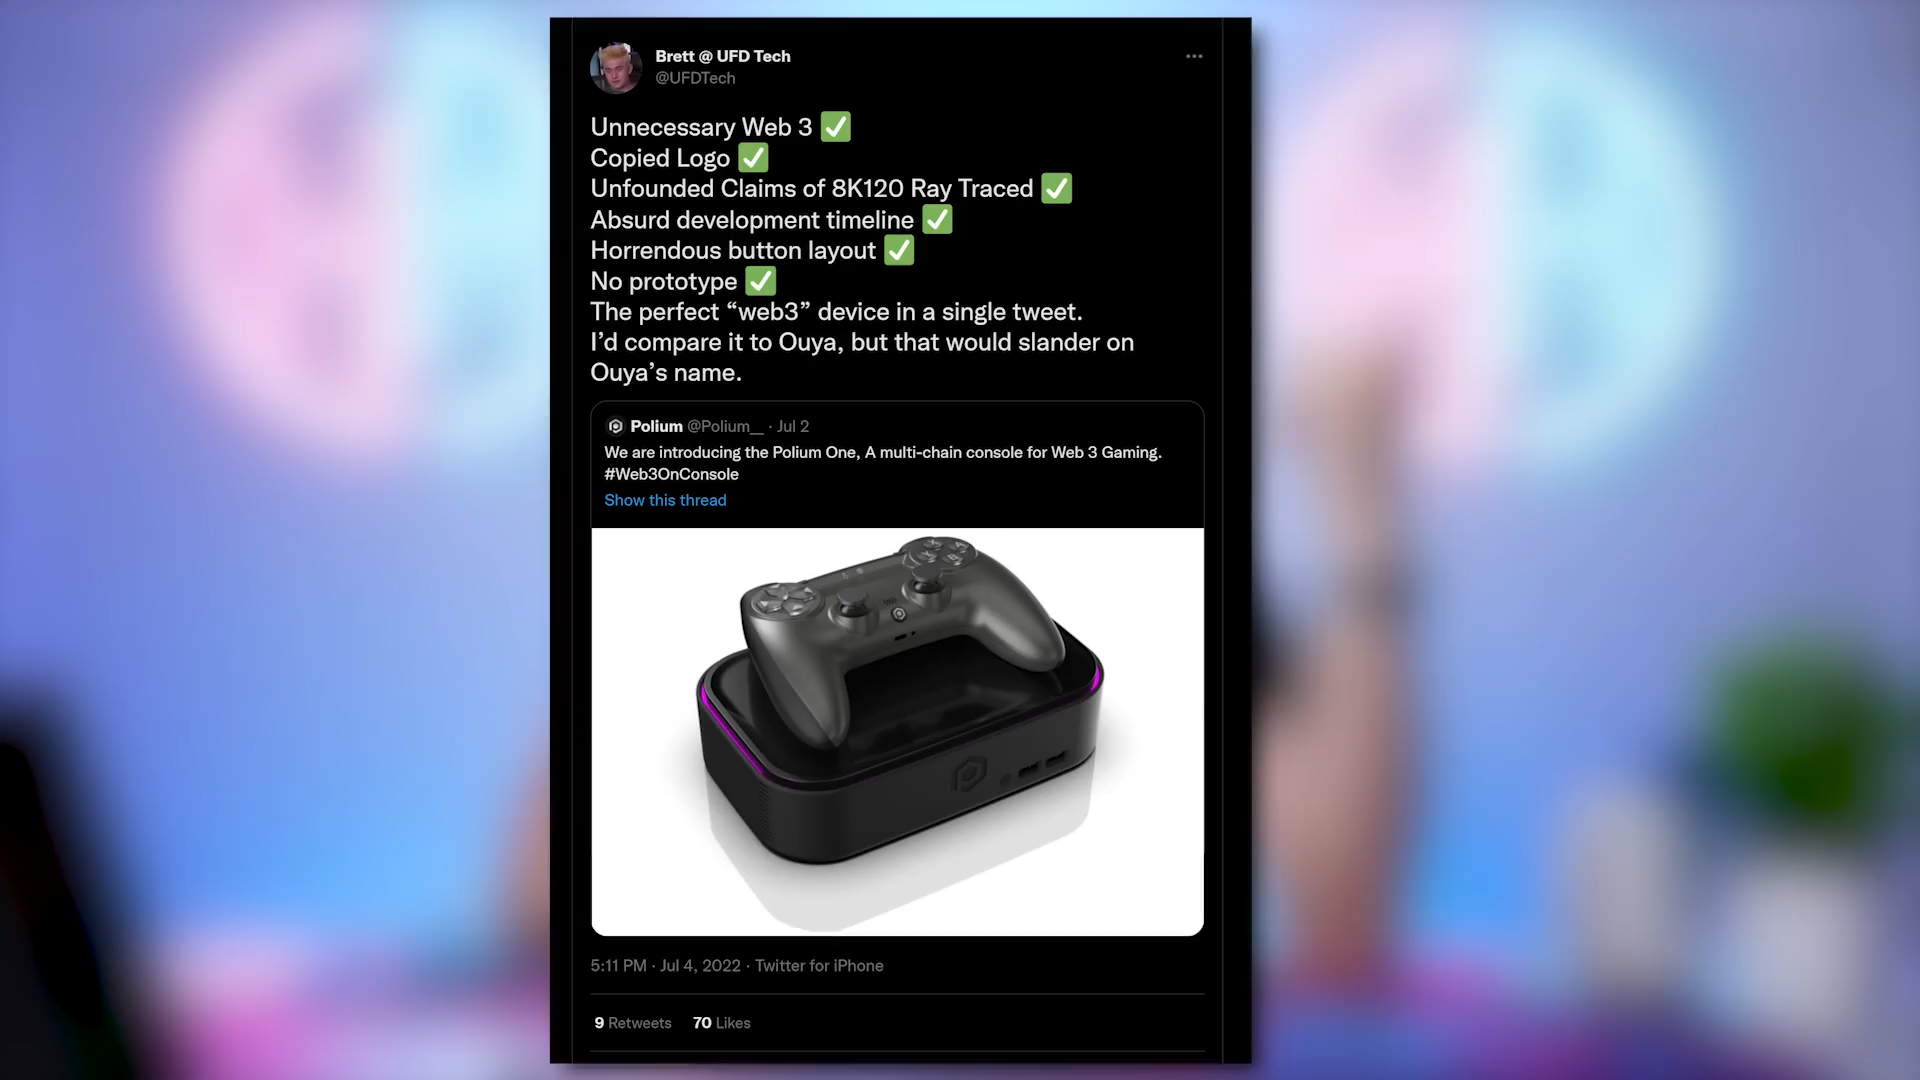 Brett @ UFD Tech
@UFDTech
Unnecessary Web 3 ✅
Copied Logo ✅
Unfounded Claims of 8K120 Ray Traced ✅
Absurd development timeline ✅
Horrendous button layout ✅
No prototype ✅
The perfect “web3” device in a single tweet.
I’d compare it to Ouya, but that would slander on
Ouya’s name.
Polium @Polium__ · Jul 2
We are introducing the Polium One, A multi-chain console for Web 3 Gaming.
#Web3OnConsole
Show this thread
5:11 PM · Jul 4, 2022 · Twitter for iPhone
9 Retweets 70 Likes